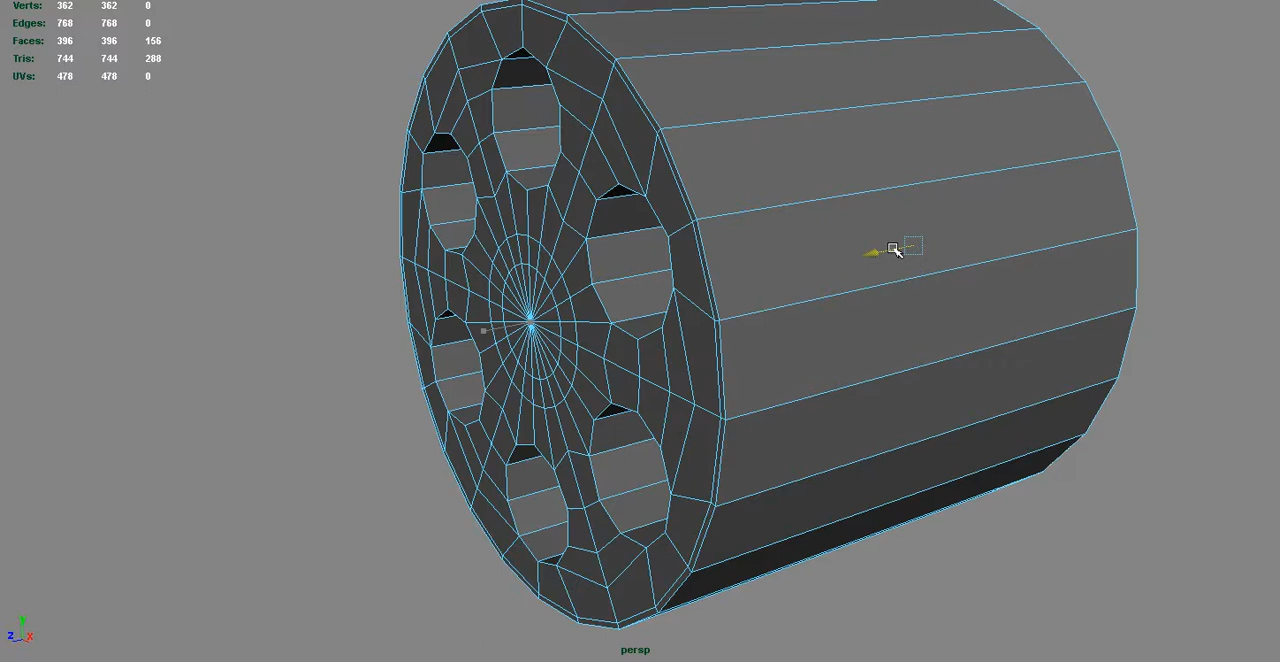 Verts: 362 362 0
Edges: 768 768 0
Faces: 396 396 156
Tris: 744 744 288
UVs: 478 478 0
Y
Z X
persp